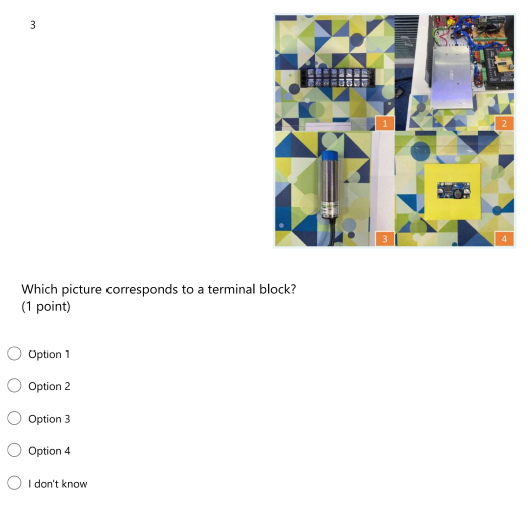 3
1
2
3
4
Which picture corresponds to a terminal block?
(1 point)
Option 1
Option 2
Option 3
Option 4
I don't know